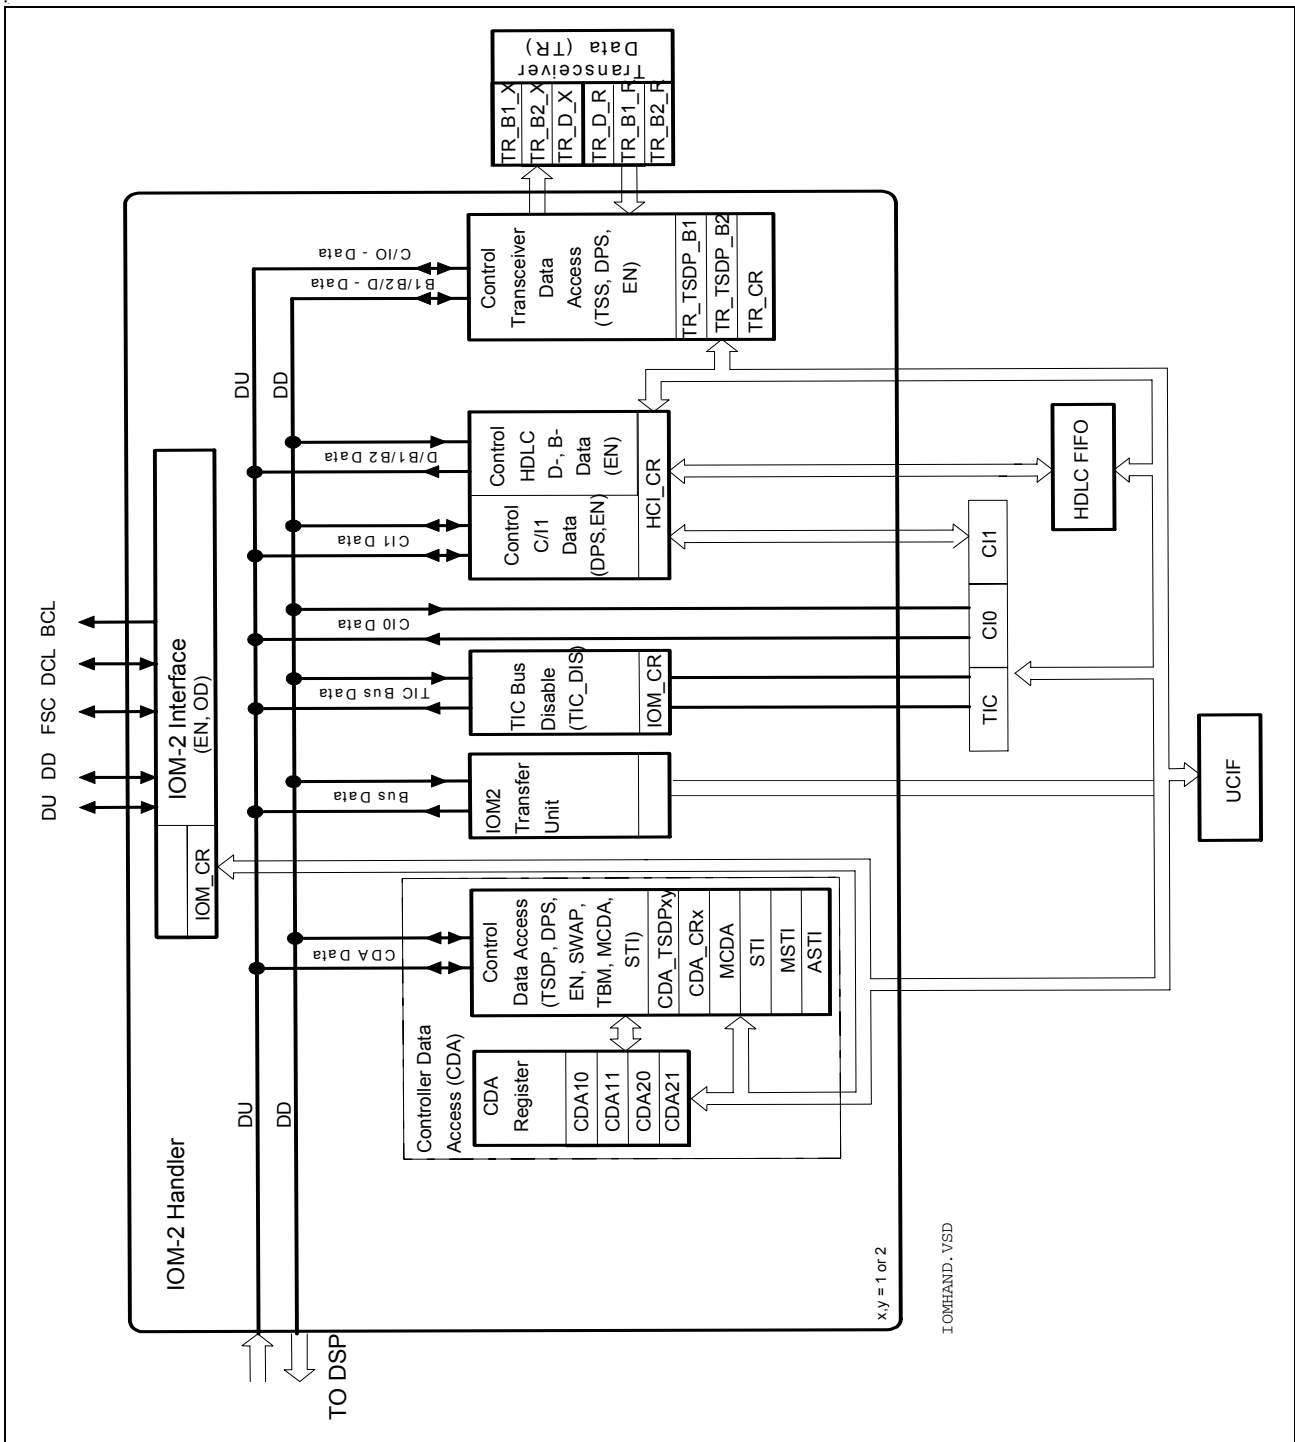 IOM-2 Handler
TO DSP
DU
DD
DU
DD
DU
DD
FSC
DCL
BCL
IOM-2 Interface
(EN, OD)
IOM_CR
CDA Data
Controller Data
Access (CDA)
CDA
Register
CDA10
CDA11
CDA20
CDA21
Control
Data Access
(TSDP, DPS,
EN, SWAP,
TBM, MCDA,
STI)
CDA_TSDPxy
CDA_CRx
MCDA
STI
MSTI
ASTI
Bus Data
IOM2
Transfer
Unit
TIC Bus Data
TIC Bus
Disable
(TIC_DIS)
IOM_CR
CI0 Data
CI1 Data
Control
C/I1
Data
(DPS,EN)
D/B1/B2 Data
Control
HDLC
D-, B-
Data
(EN)
HCI_CR
B1/B2/D - Data
C/IO - Data
Control
Transceiver
Data
Access
(TSS, DPS,
EN)
TR_TSDP_B1
TR_TSDP_B2
TR_CR
TR_B1_X
TR_B2_X
TR_D_X
TR_D_R
TR_B1_R
TR_B2_R
Transceiver
Data (TR)
TIC
CI0
CI1
HDLC FIFO
UCIF
x,y = 1 or 2
IOMHAND.VSD